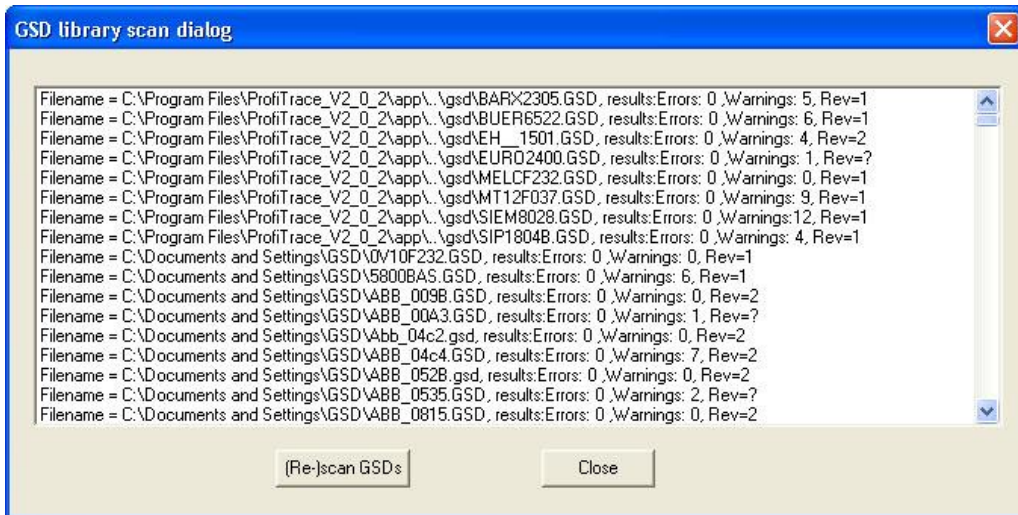 GSD library scan dialog
Filename = C:\Program Files\ProfiTrace_V2_0_2\app\..\gsd\BARX2305.GSD, results:Errors: 0 ,Warnings: 5, Rev=1
Filename = C:\Program Files\ProfiTrace_V2_0_2\app\..\gsd\BUER6522.GSD, results:Errors: 0 ,Warnings: 6, Rev=1
Filename = C:\Program Files\ProfiTrace_V2_0_2\app\..\gsd\EH__1501.GSD, results:Errors: 0 ,Warnings: 4, Rev=2
Filename = C:\Program Files\ProfiTrace_V2_0_2\app\..\gsd\EURO2400.GSD, results:Errors: 0 ,Warnings: 1, Rev=?
Filename = C:\Program Files\ProfiTrace_V2_0_2\app\..\gsd\MELCF232.GSD, results:Errors: 0 ,Warnings: 0, Rev=1
Filename = C:\Program Files\ProfiTrace_V2_0_2\app\..\gsd\MT12F037.GSD, results:Errors: 0 ,Warnings: 9, Rev=1
Filename = C:\Program Files\ProfiTrace_V2_0_2\app\..\gsd\SIEM8028.GSD, results:Errors: 0 ,Warnings:12, Rev=1
Filename = C:\Program Files\ProfiTrace_V2_0_2\app\..\gsd\SIP1804B.GSD, results:Errors: 0 ,Warnings: 4, Rev=1
Filename = C:\Documents and Settings\GSD\0V10F232.GSD, results:Errors: 0 ,Warnings: 0, Rev=1
Filename = C:\Documents and Settings\GSD\5800BAS.GSD, results:Errors: 0 ,Warnings: 6, Rev=1
Filename = C:\Documents and Settings\GSD\ABB_009B.GSD, results:Errors: 0 ,Warnings: 0, Rev=2
Filename = C:\Documents and Settings\GSD\ABB_00A3.GSD, results:Errors: 0 ,Warnings: 1, Rev=?
Filename = C:\Documents and Settings\GSD\Abb_04c2.gsd, results:Errors: 0 ,Warnings: 0, Rev=2
Filename = C:\Documents and Settings\GSD\ABB_04c4.GSD, results:Errors: 0 ,Warnings: 7, Rev=2
Filename = C:\Documents and Settings\GSD\ABB_052B.gsd, results:Errors: 0 ,Warnings: 0, Rev=2
Filename = C:\Documents and Settings\GSD\ABB_0535.GSD, results:Errors: 0 ,Warnings: 2, Rev=?
Filename = C:\Documents and Settings\GSD\ABB_0815.GSD, results:Errors: 0 ,Warnings: 0, Rev=2
(Re-)scan GSDs Close